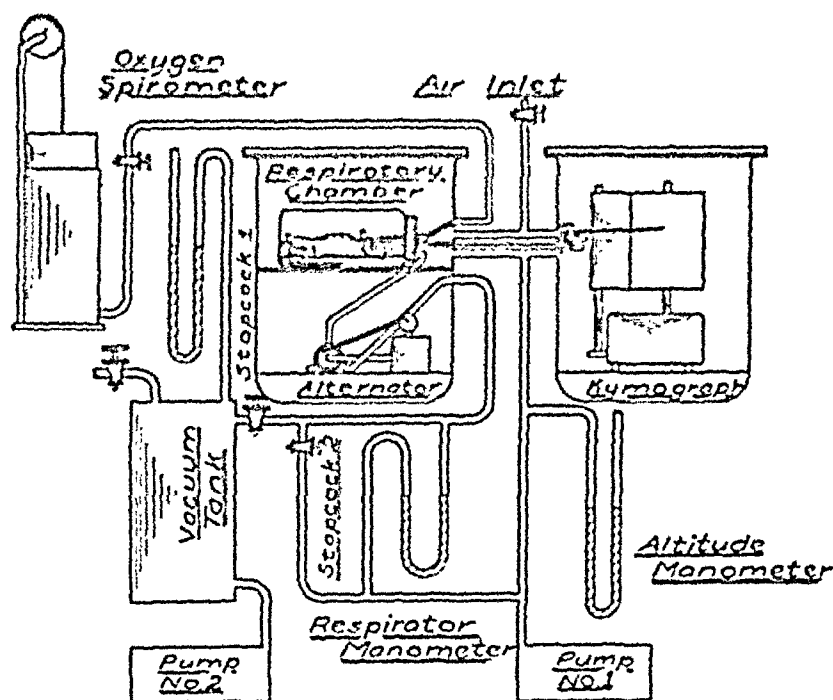 Oxygen
Spirometer
Air Inlet
Respiratory
Chamber
Stopcock 1
Alternator
Kymograph
Vacuum
Tank
Stopcock 2
Altitude
Manometer
Respirator
Manometer
Pump
No.2
Pump
No.1